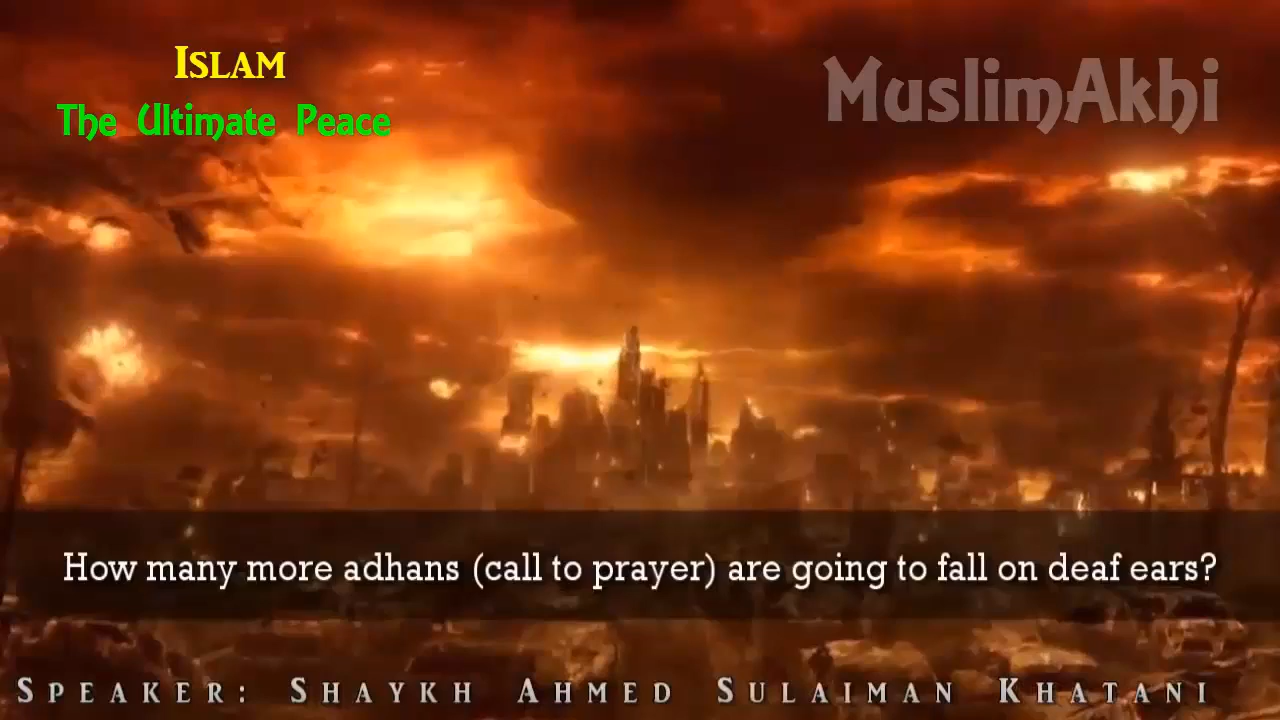 Islam
The Ultimate Peace
MuslimAkhi
How many more adhans (call to prayer) are going to fall on deaf ears?
Speaker: Shaykh Ahmed Sulaiman Khatani